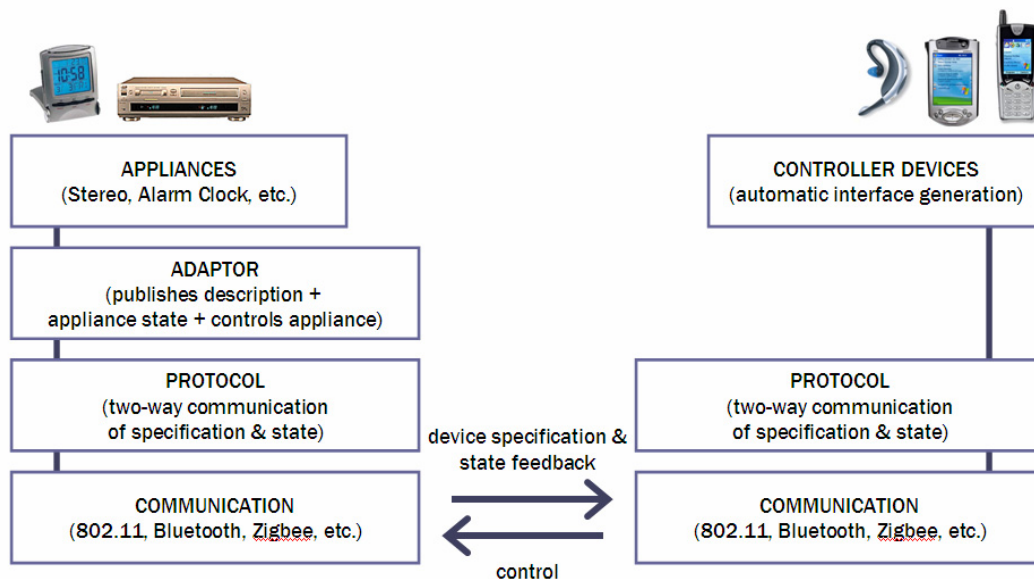 10:58
APPLIANCES
(Stereo, Alarm Clock, etc.)
ADAPTOR
(publishes description +
appliance state + controls appliance)
PROTOCOL
(two-way communication
of specification & state)
COMMUNICATION
(802.11, Bluetooth, Zigbee, etc.)
device specification &
state feedback
control
CONTROLLER DEVICES
(automatic interface generation)
PROTOCOL
(two-way communication
of specification & state)
COMMUNICATION
(802.11, Bluetooth, Zigbee, etc.)